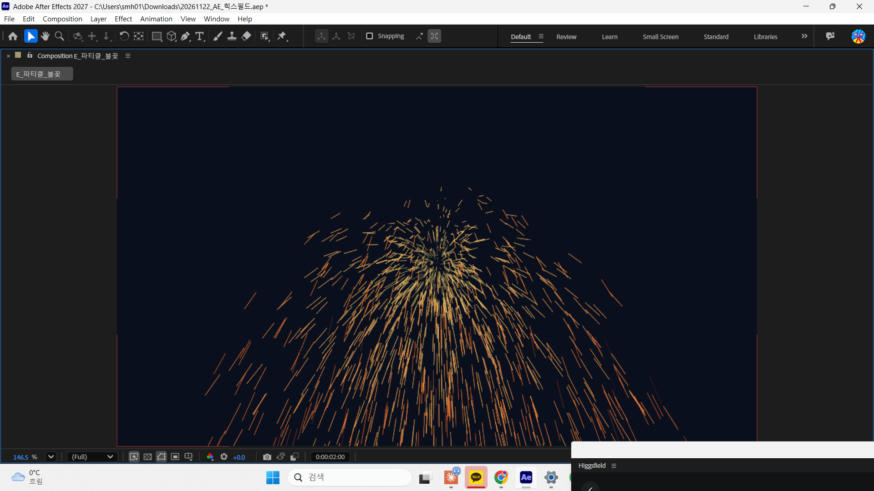 Adobe After Effects 2027 - C:\Users\smh01\Downloads\20261122_AE_힉스필드.aep *
File Edit Composition Layer Effect Animation View Window Help
Snapping Default Review Learn Small Screen Standard Libraries
Composition E_파티클_불꽃
E_파티클_불꽃
146.5 % (Full) +0.0 0:00:02:00
Higgsfield
0°C
흐림
검색
Ae